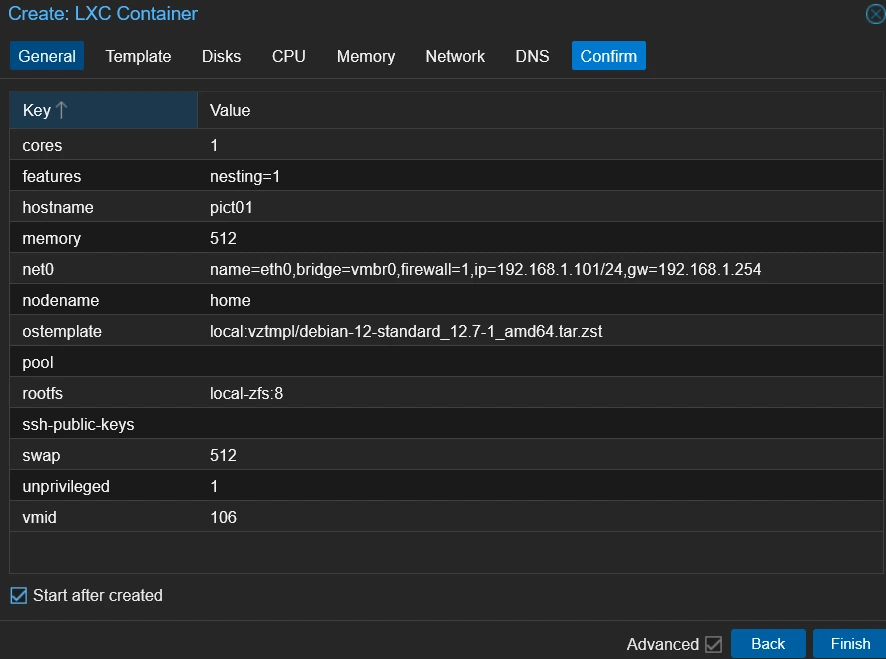 Create: LXC Container
General Template Disks CPU Memory Network DNS Confirm
Key Value
cores 1
features nesting=1
hostname pict01
memory 512
net0 name=eth0,bridge=vmbr0,firewall=1,ip=192.168.1.101/24,gw=192.168.1.254
nodename home
ostemplate local:vztmpl/debian-12-standard_12.7-1_amd64.tar.zst
pool
rootfs local-zfs:8
ssh-public-keys
swap 512
unprivileged 1
vmid 106
Start after created
Advanced Back Finish